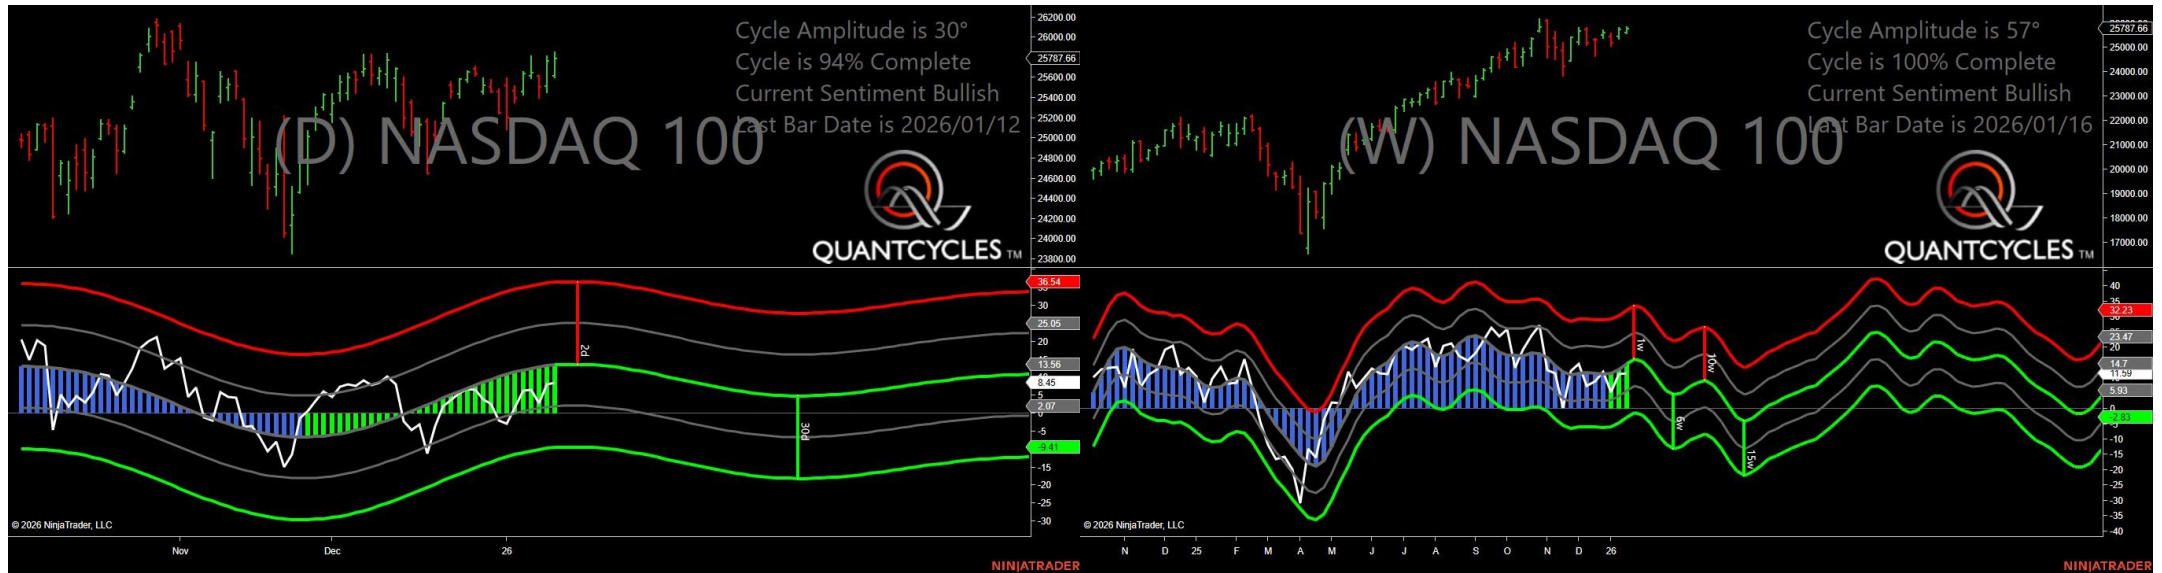 Cycle Amplitude is 30°
Cycle is 94% Complete
Current Sentiment Bullish
Last Bar Date is 2026/01/12
(D) NASDAQ 100
QUANTCYCLES TM
26200.00
26000.00
25787.66
25600.00
25400.00
25200.00
25000.00
24800.00
24600.00
24400.00
24200.00
24000.00
23800.00
36.54
30
25.05
20
13.56
8.45
5
2.07
0
-5
-9.41
-15
-20
-25
-30
2d
30d
© 2026 NinjaTrader, LLC
Nov
Dec
26
NINJATRADER
Cycle Amplitude is 57°
Cycle is 100% Complete
Current Sentiment Bullish
Last Bar Date is 2026/01/16
(W) NASDAQ 100
QUANTCYCLES TM
25787.66
25000.00
24000.00
23000.00
22000.00
21000.00
20000.00
19000.00
18000.00
17000.00
40
35
32.23
23.47
20
14.7
11.59
5.93
0
-2.83
-10
-15
-20
-25
-30
-35
-40
1w
10w
6w
15w
© 2026 NinjaTrader, LLC
N
D
25
F
M
A
M
J
J
A
S
O
N
D
26
NINJATRADER